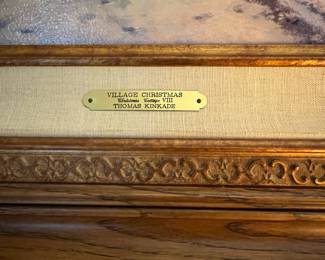 VILLAGE CHRISTMAS
Christmas Cottage VIII
THOMAS KINKADE